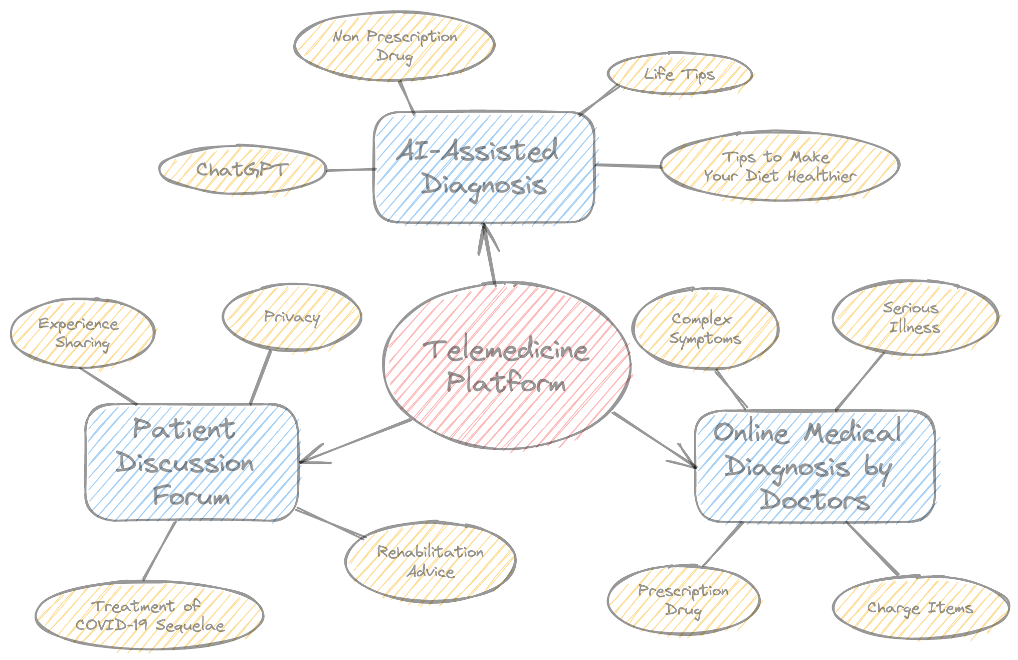 Non Prescription
Drug
Life Tips
ChatGPT
AI-Assisted
Diagnosis
Tips to Make
Your Diet Healthier
Experience
Sharing
Privacy
Telemedicine
Platform
Complex
Symptoms
Serious
Illness
Patient
Discussion
Forum
Online Medical
Diagnosis by
Doctors
Rehabilitation
Advice
Treatment of
COVID-19 Sequelae
Prescription
Drug
Charge Items